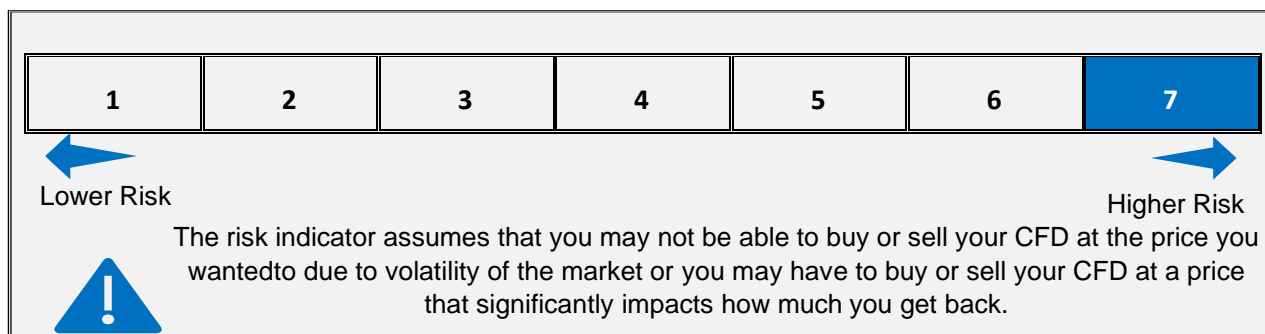 1 2 3 4 5 6 7
Lower Risk
Higher Risk
The risk indicator assumes that you may not be able to buy or sell your CFD at the price you
wantedto due to volatility of the market or you may have to buy or sell your CFD at a price
that significantly impacts how much you get back.
!